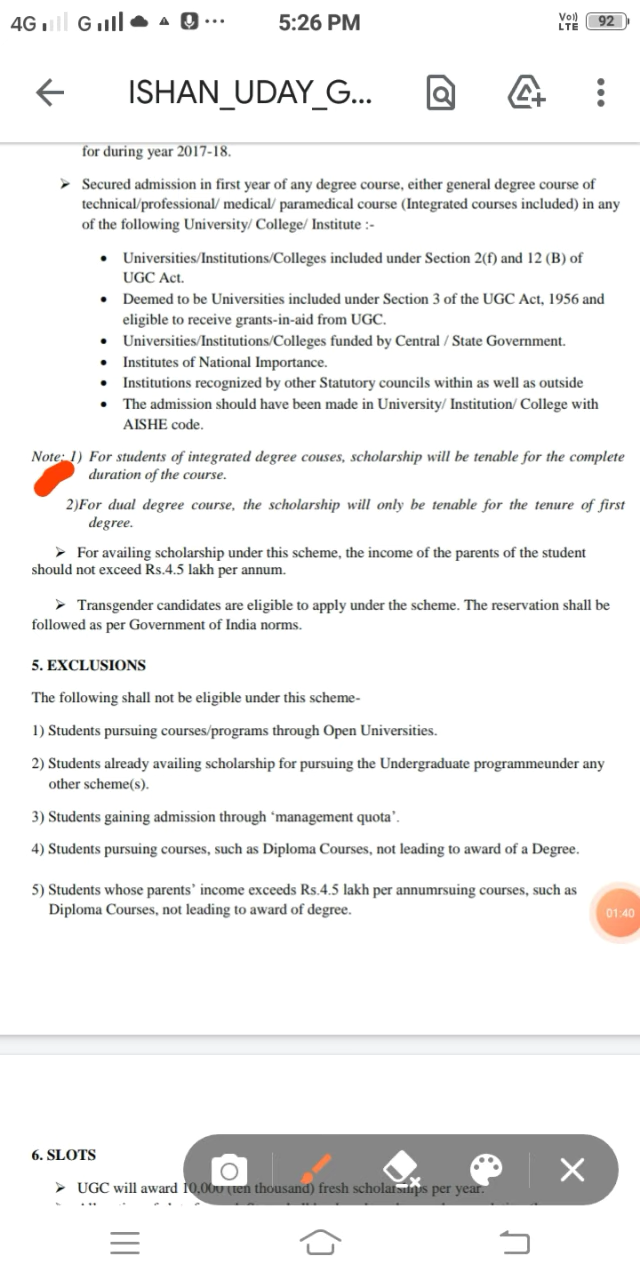 4G G 5:26 PM Vo)) LTE 92
ISHAN_UDAY_G...
for during year 2017-18.
➢ Secured admission in first year of any degree course, either general degree course of
technical/professional/ medical/ paramedical course (Integrated courses included) in any
of the following University/ College/ Institute :-
• Universities/Institutions/Colleges included under Section 2(f) and 12 (B) of
UGC Act.
• Deemed to be Universities included under Section 3 of the UGC Act, 1956 and
eligible to receive grants-in-aid from UGC.
• Universities/Institutions/Colleges funded by Central / State Government.
• Institutes of National Importance.
• Institutions recognized by other Statutory councils within as well as outside
• The admission should have been made in University/ Institution/ College with
AISHE code.
Note: 1) For students of integrated degree couses, scholarship will be tenable for the complete
duration of the course.
2)For dual degree course, the scholarship will only be tenable for the tenure of first
degree.
➢ For availing scholarship under this scheme, the income of the parents of the student
should not exceed Rs.4.5 lakh per annum.
➢ Transgender candidates are eligible to apply under the scheme. The reservation shall be
followed as per Government of India norms.
5. EXCLUSIONS
The following shall not be eligible under this scheme-
1) Students pursuing courses/programs through Open Universities.
2) Students already availing scholarship for pursuing the Undergraduate programmeunder any
other scheme(s).
3) Students gaining admission through ‘management quota’.
4) Students pursuing courses, such as Diploma Courses, not leading to award of a Degree.
5) Students whose parents’ income exceeds Rs.4.5 lakh per annumrsuing courses, such as
Diploma Courses, not leading to award of degree.
01:40
6. SLOTS
➢ UGC will award 10,000 (ten thousand) fresh scholarships per year.